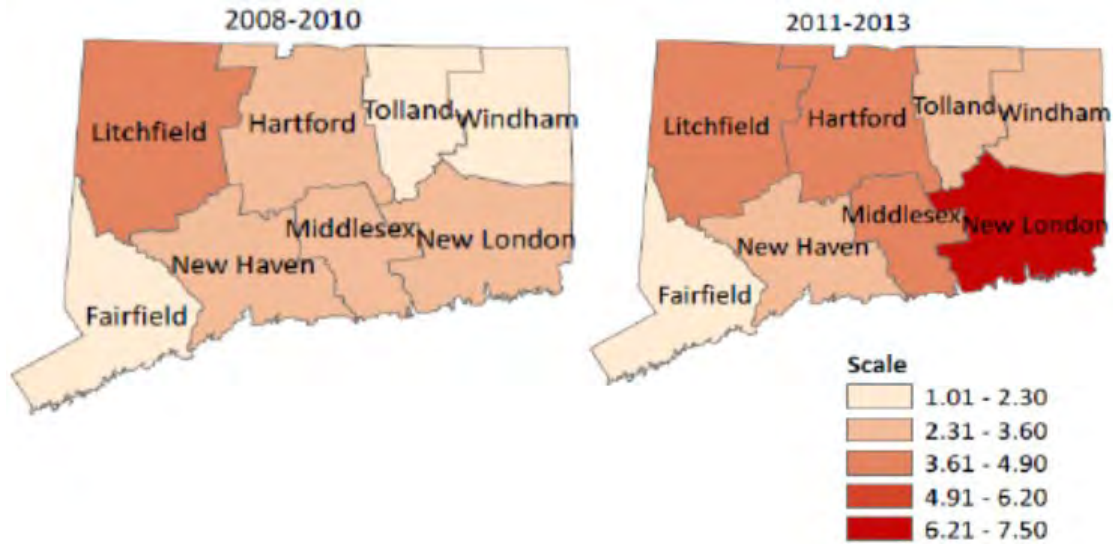 2008-2010
Litchfield
Hartford
Tolland
Windham
Middlesex
New London
New Haven
Fairfield
2011-2013
Litchfield
Hartford
Tolland
Windham
Middlesex
New London
New Haven
Fairfield
Scale
1.01 - 2.30
2.31 - 3.60
3.61 - 4.90
4.91 - 6.20
6.21 - 7.50